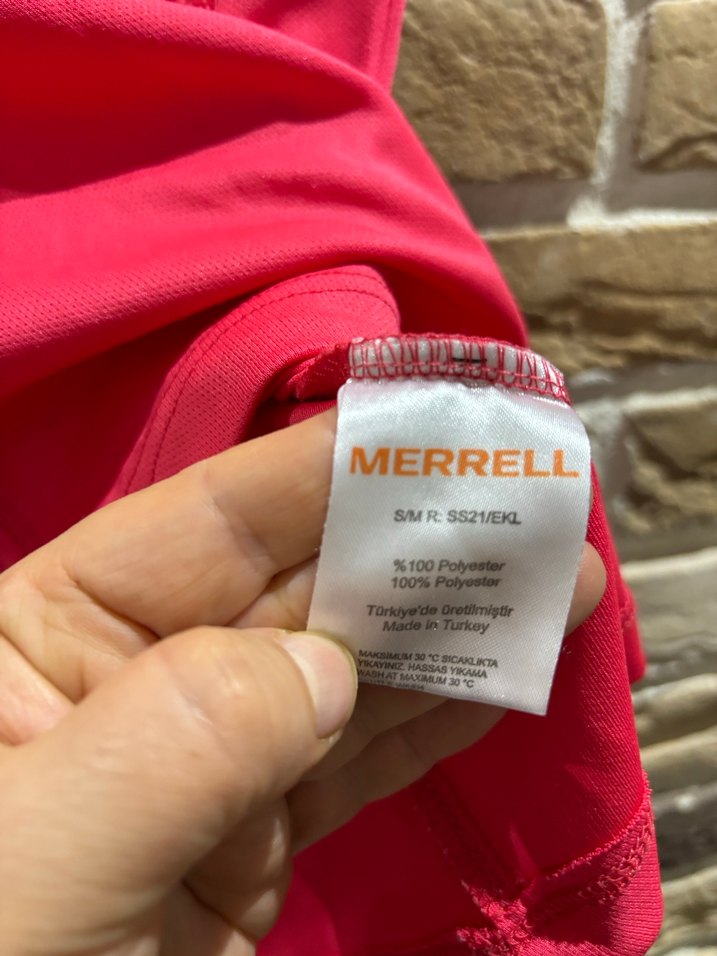 MERRELL
S/M R: SS21/EKL
%100 Polyester
100% Polyester
Türkiye'de üretilmiştir
Made in Turkey
MAKSIMUM 30 °C SICAKLIKTA
YIKAYINIZ. HASSAS YIKAMA
WASH AT MAXIMUM 30 °C